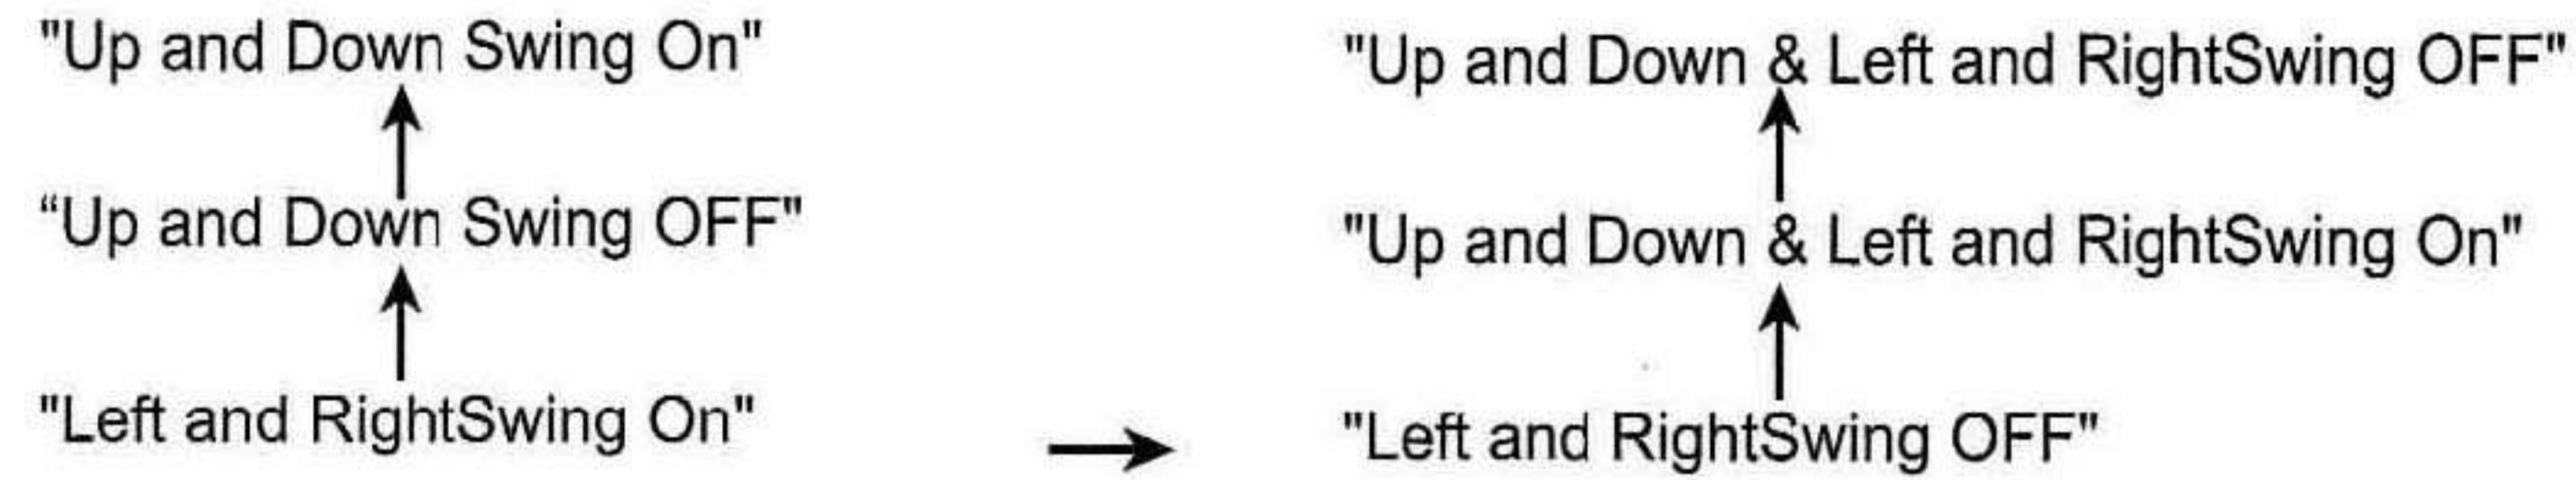 "Up and Down Swing On"
“Up and Down Swing OFF"
"Left and RightSwing On"
"Up and Down & Left and RightSwing OFF"
"Up and Down & Left and RightSwing On"
"Left and RightSwing OFF"